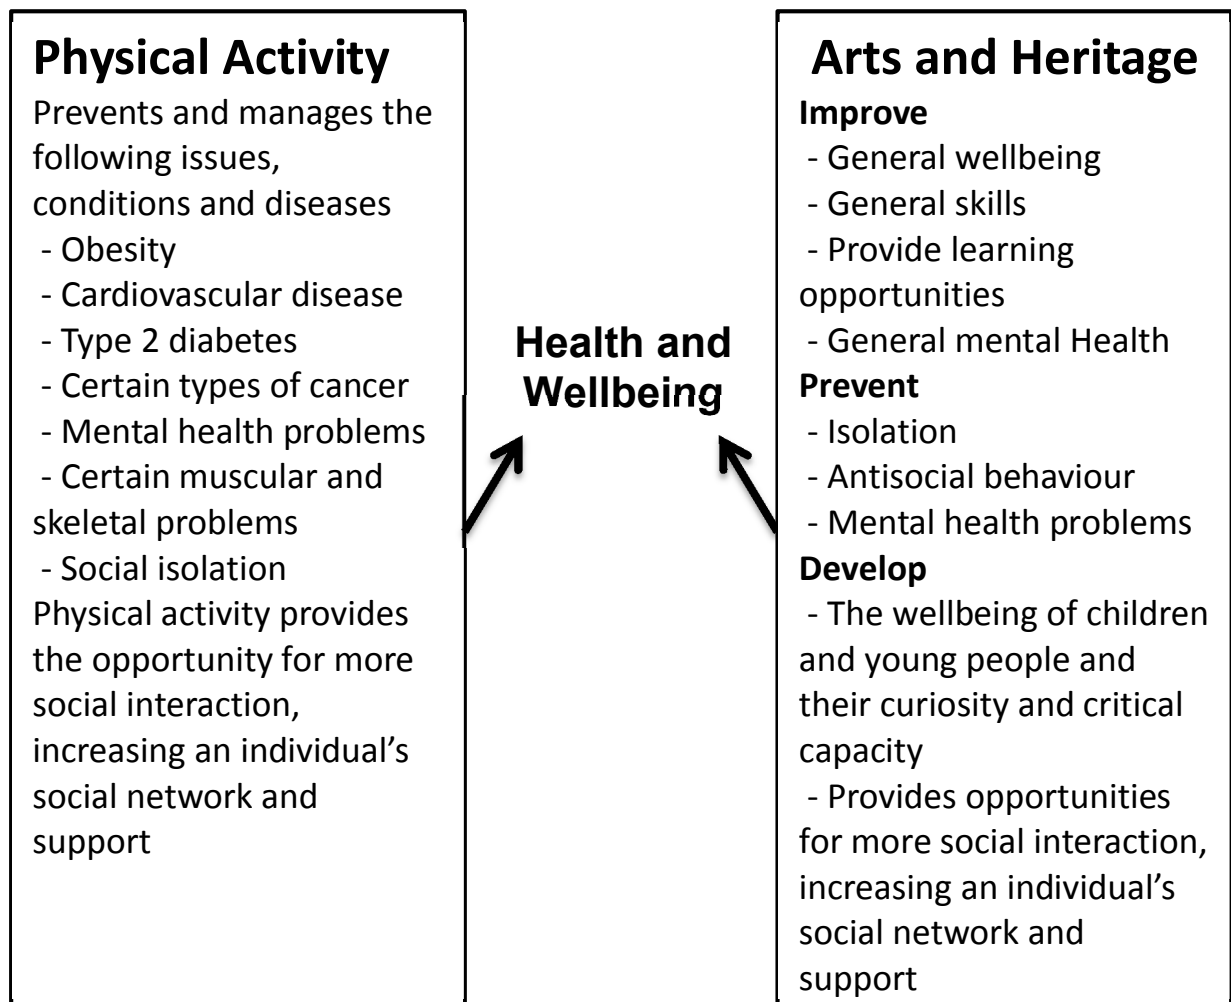 Physical Activity
Prevents and manages the
following issues,
conditions and diseases
- Obesity
- Cardiovascular disease
- Type 2 diabetes
- Certain types of cancer
- Mental health problems
- Certain muscular and
skeletal problems
- Social isolation
Physical activity provides
the opportunity for more
social interaction,
increasing an individual’s
social network and
support
Health and
Wellbeing
Arts and Heritage
Improve
- General wellbeing
- General skills
- Provide learning
opportunities
- General mental Health
Prevent
- Isolation
- Antisocial behaviour
- Mental health problems
Develop
- The wellbeing of children
and young people and
their curiosity and critical
capacity
- Provides opportunities
for more social interaction,
increasing an individual’s
social network and
support